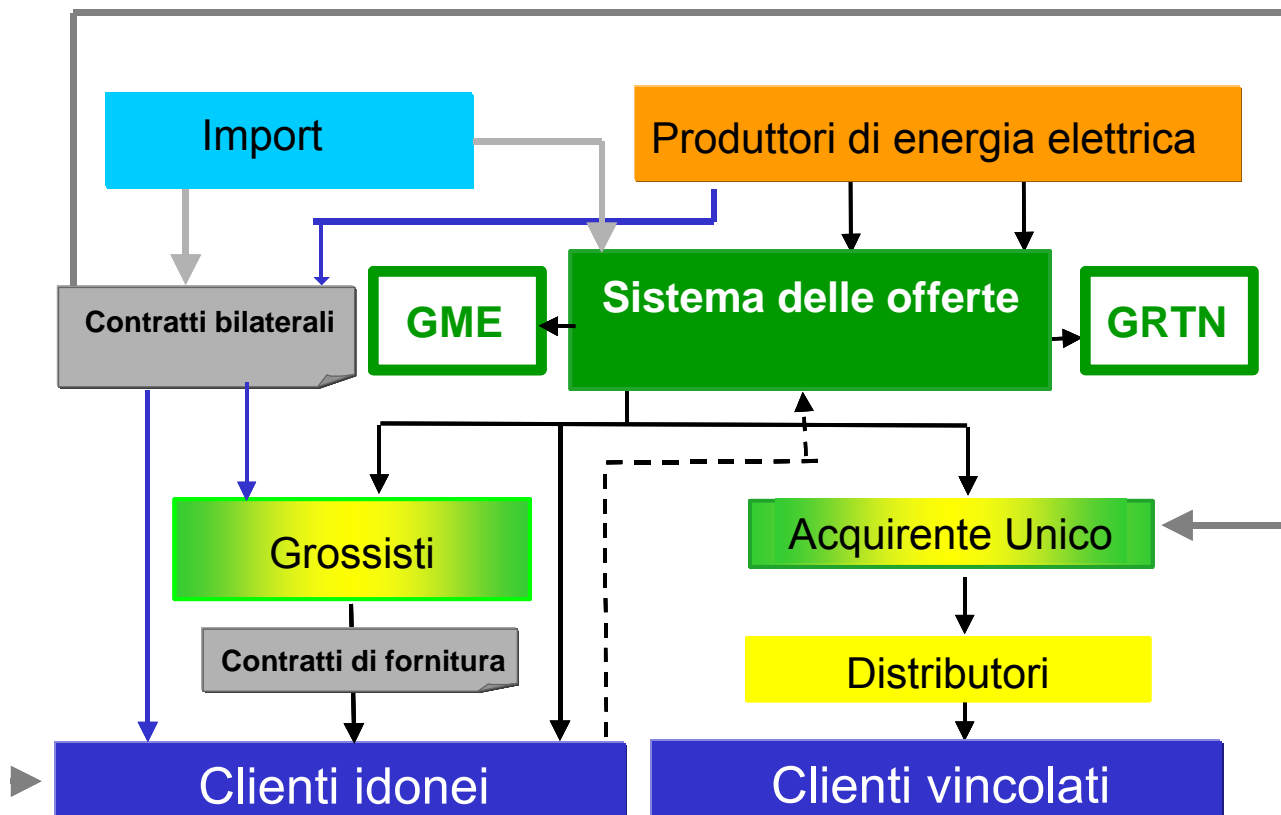 Import
Produttori di energia elettrica
Contratti bilaterali
GME
Sistema delle offerte
GRTN
Grossisti
Acquirente Unico
Contratti di fornitura
Distributori
Clienti idonei
Clienti vincolati